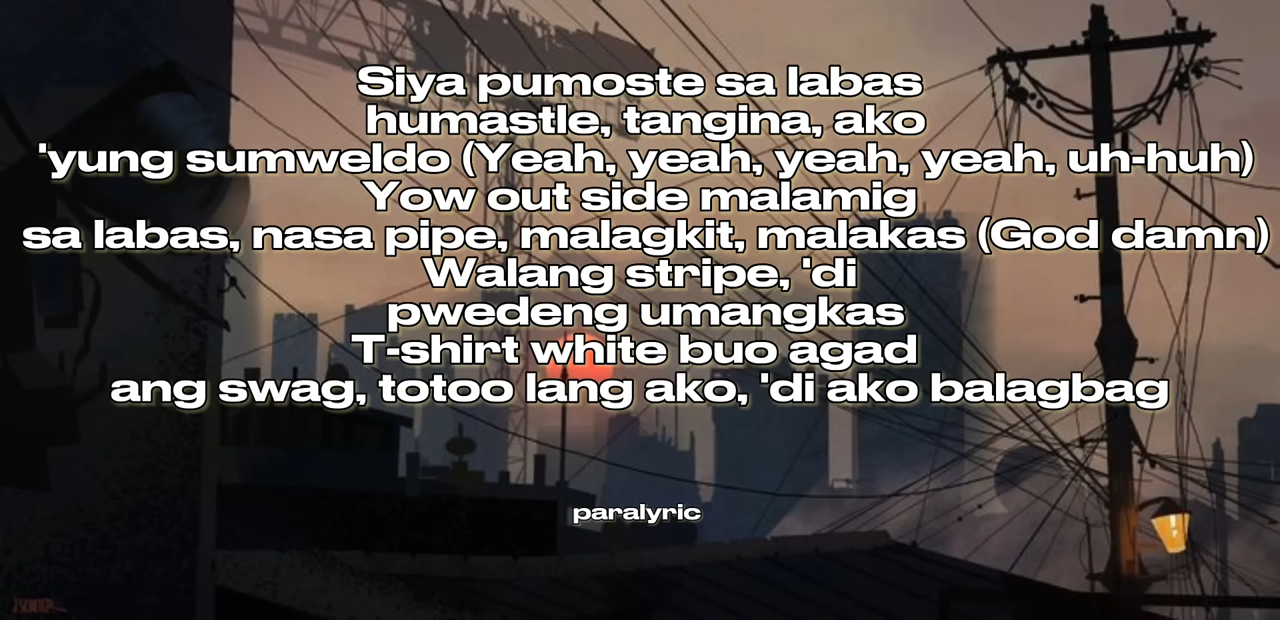 Siya pumoste sa labas
humastle, tangina, ako
'yung sumweldo (Yeah, yeah, yeah, yeah, uh-huh)
Yow out side malamig
sa labas, nasa pipe, malagkit, malakas (God damn)
Walang stripe, 'di
pwedeng umangkas
T-shirt white buo agad
ang swag, totoo lang ako, 'di ako balagbag
paralyric